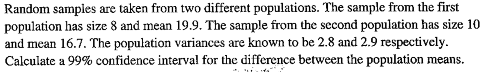 Random samples are taken from two different populations. The sample from the first
population has size 8 and mean 19.9. The sample from the second population has size 10
and mean 16.7. The population variances are known to be 2.8 and 2.9 respectively.
Calculate a 99% confidence interval for the difference between the population means.